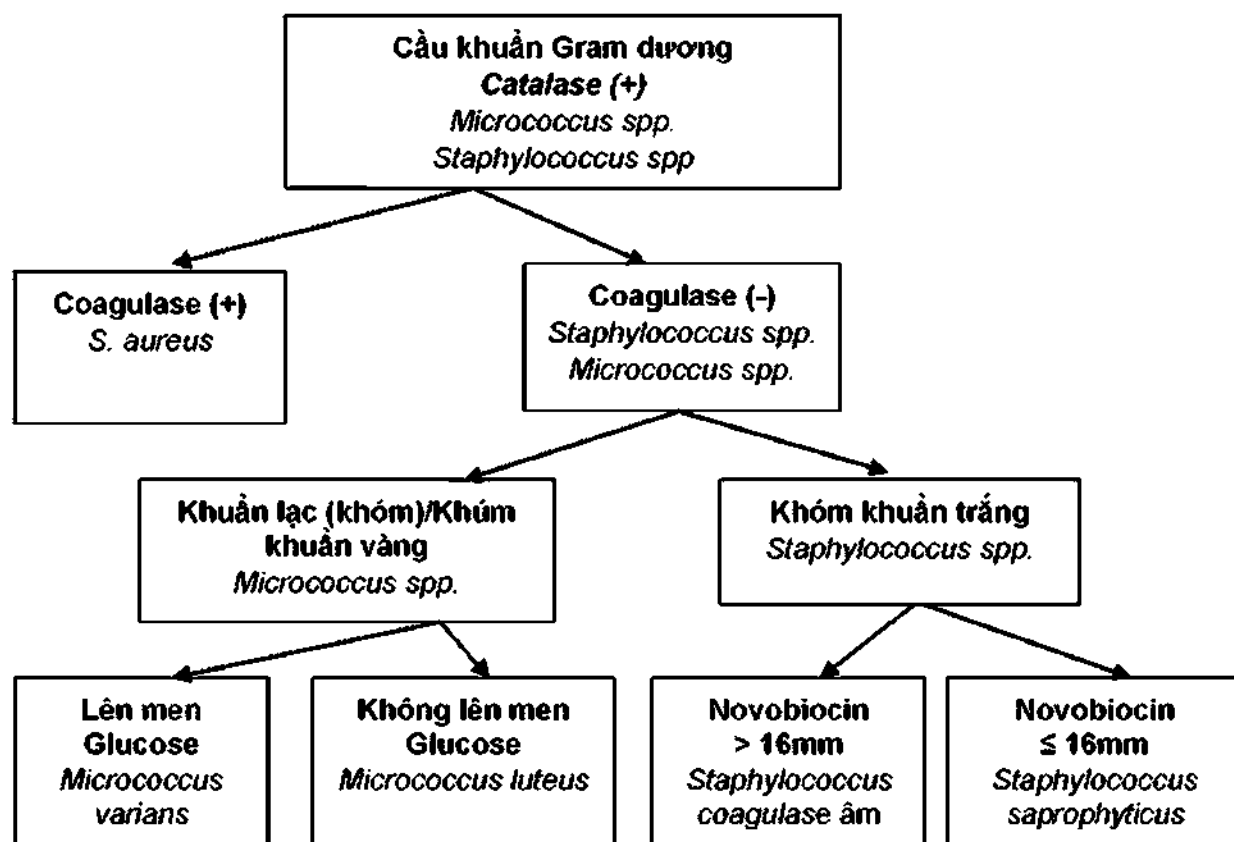 Cầu khuẩn Gram dương
Catalase (+)
Micrococcus spp.
Staphylococcus spp
Coagulase (+)
S. aureus
Coagulase (-)
Staphylococcus spp.
Micrococcus spp.
Khuẩn lạc (khóm)/Khúm
khuẩn vàng
Micrococcus spp.
Khóm khuẩn trắng
Staphylococcus spp.
Lên men
Glucose
Micrococcus
varians
Không lên men
Glucose
Micrococcus luteus
Novobiocin
> 16mm
Staphylococcus
coagulase âm
Novobiocin
≤ 16mm
Staphylococcus
saprophyticus